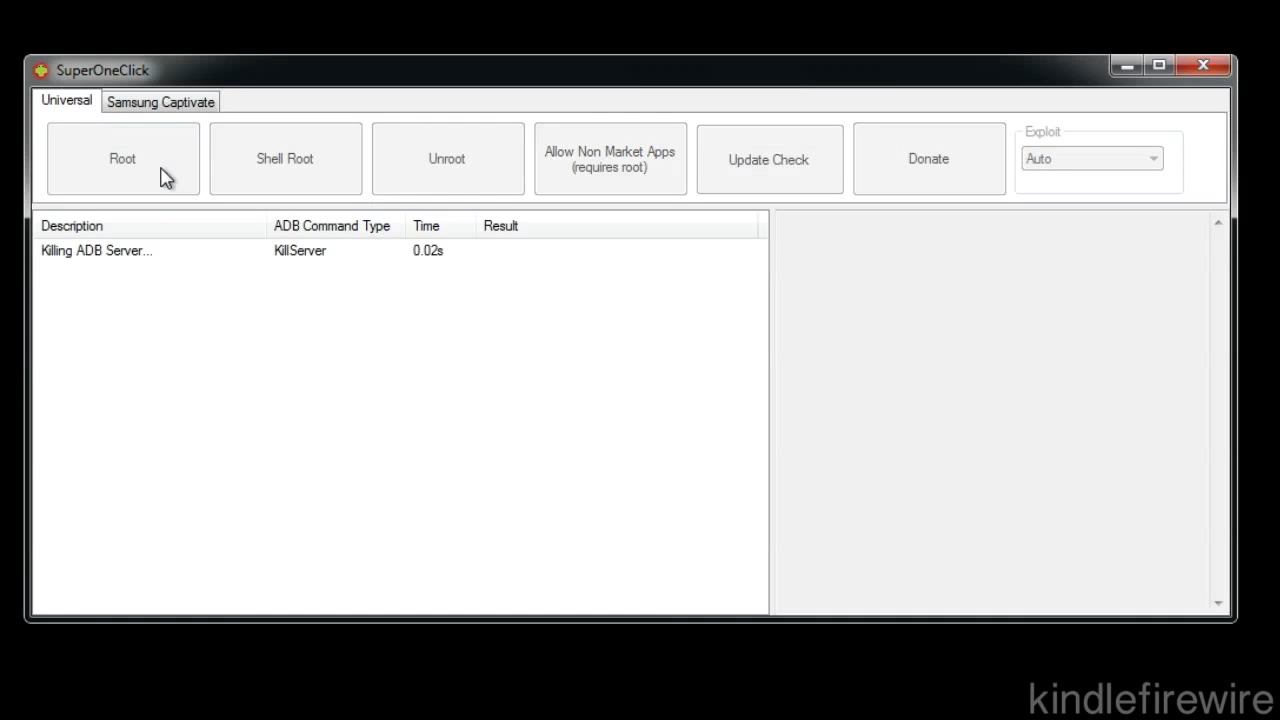 SuperOneClick
Universal
Samsung Captivate
Root
Shell Root
Unroot
Allow Non Market Apps
(requires root)
Update Check
Donate
Exploit
Auto
Description ADB Command Type Time Result
Killing ADB Server... KillServer 0.02s
kindlefirewire